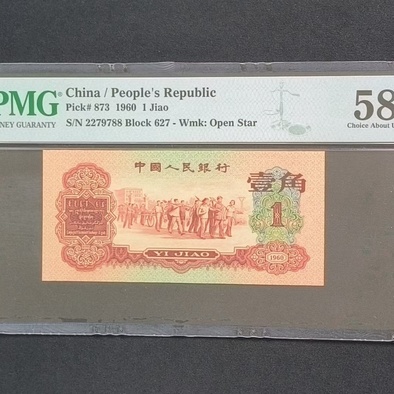 PMG
NEY GUARANTY
China / People's Republic
Pick# 873 1960 1 Jiao
S/N 2279788 Block 627 - Wmk: Open Star
58
Choice About U
中国人民银行
壹角
1
YI JIAO
1960